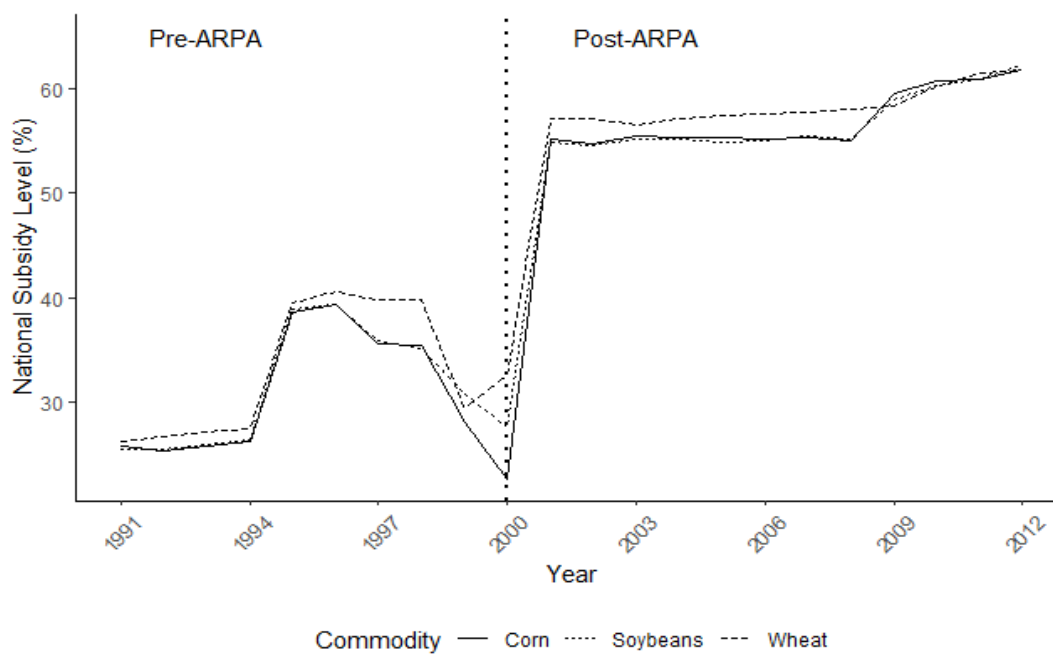 Pre-ARPA Post-ARPA
National Subsidy Level (%)
60
50
40
30
1991 1994 1997 2000 2003 2006 2009 2012
Year
Commodity Corn Soybeans Wheat